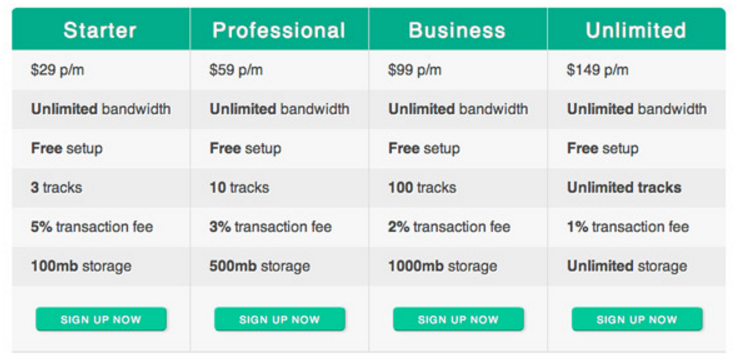 Starter Professional Business Unlimited
$29 p/m $59 p/m $99 p/m $149 p/m
Unlimited bandwidth Unlimited bandwidth Unlimited bandwidth Unlimited bandwidth
Free setup Free setup Free setup Free setup
3 tracks 10 tracks 100 tracks Unlimited tracks
5% transaction fee 3% transaction fee 2% transaction fee 1% transaction fee
100mb storage 500mb storage 1000mb storage Unlimited storage
SIGN UP NOW SIGN UP NOW SIGN UP NOW SIGN UP NOW